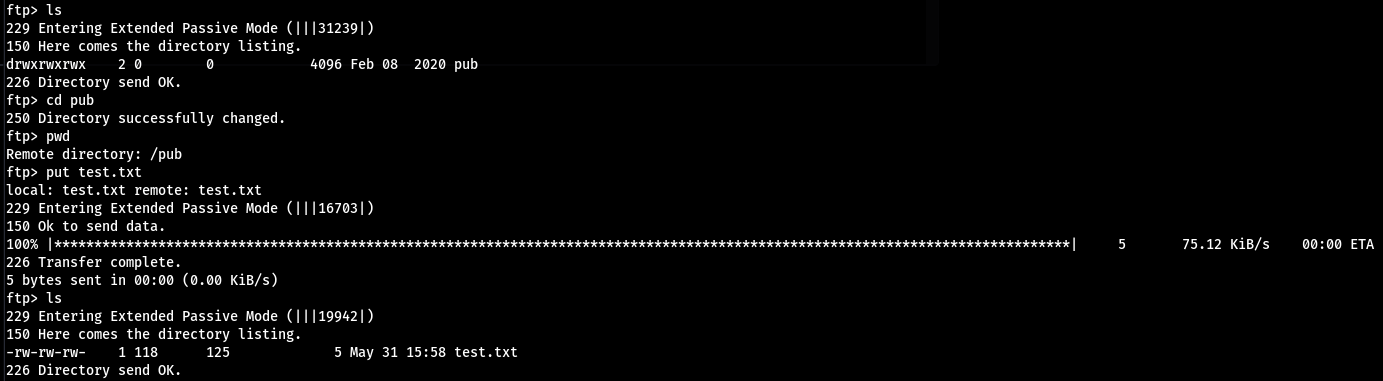 ftp> ls
229 Entering Extended Passive Mode (|||31239|)
150 Here comes the directory listing.
drwxrwxrwx    2 0        0            4096 Feb 08  2020 pub
226 Directory send OK.
ftp> cd pub
250 Directory successfully changed.
ftp> pwd
Remote directory: /pub
ftp> put test.txt
local: test.txt remote: test.txt
229 Entering Extended Passive Mode (|||16703|)
150 Ok to send data.
100% |*******************************************************************************************************************************|     5       75.12 KiB/s    00:00 ETA
226 Transfer complete.
5 bytes sent in 00:00 (0.00 KiB/s)
ftp> ls
229 Entering Extended Passive Mode (|||19942|)
150 Here comes the directory listing.
-rw-rw-rw-    1 118      125             5 May 31 15:58 test.txt
226 Directory send OK.